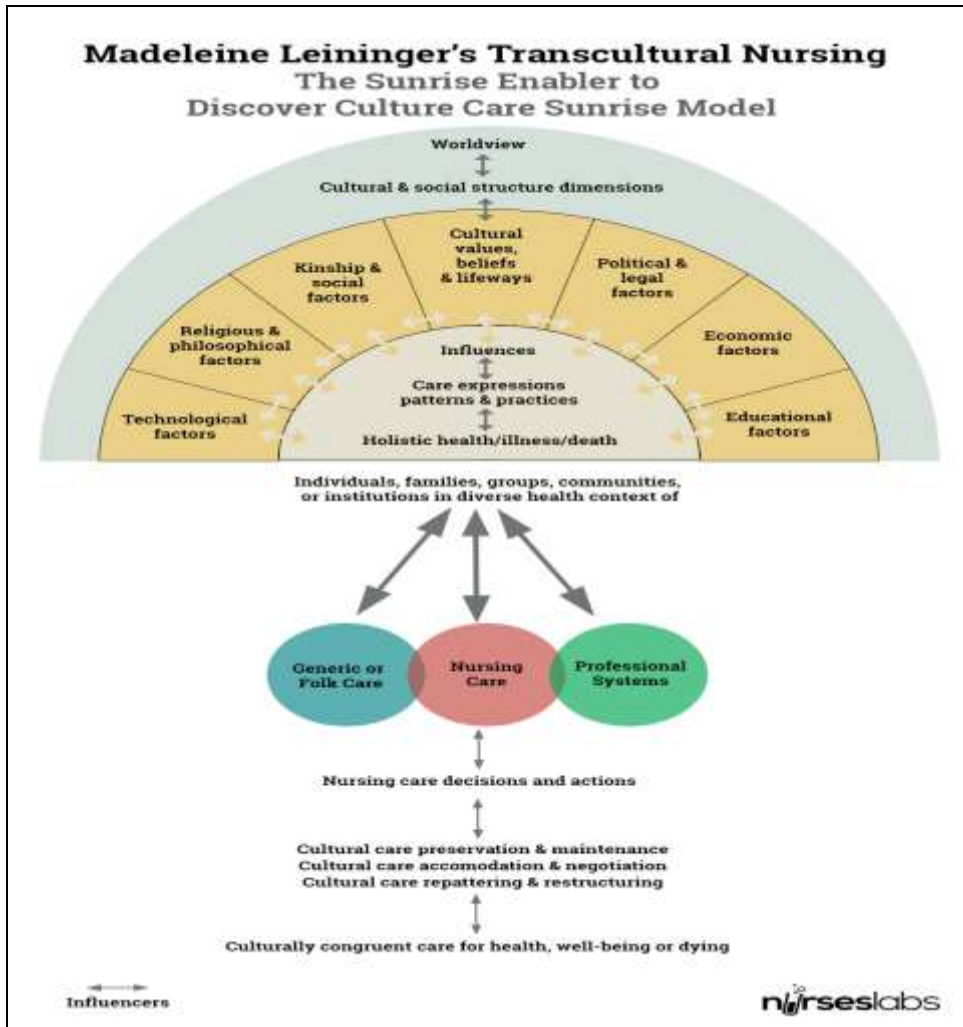 Madeleine Leininger's Transcultural Nursing
The Sunrise Enabler to
Discover Culture Care Sunrise Model
Worldview
Cultural & social structure dimensions
Cultural
values,
beliefs
& lifeways
Kinship &
social
factors
Political &
legal
factors
Religious &
philosophical
factors
Economic
factors
Technological
factors
Educational
factors
Influences
Care expressions
patterns & practices
Holistic health/illness/death
Individuals, families, groups, communities,
or institutions in diverse health context of
Generic or
Folk Care
Nursing
Care
Professional
Systems
Nursing care decisions and actions
Cultural care preservation & maintenance
Cultural care accomodation & negotiation
Cultural care repattering & restructuring
Culturally congruent care for health, well-being or dying
Influencers
nurseslabs